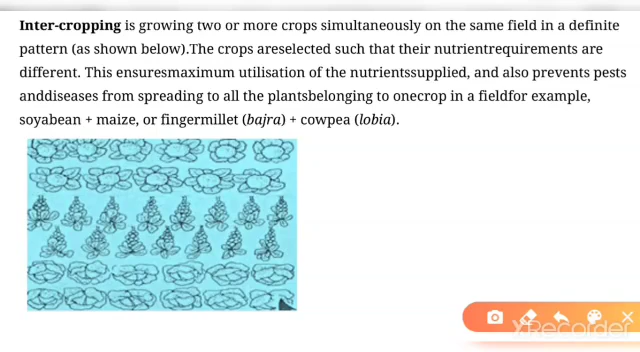 Inter-cropping is growing two or more crops simultaneously on the same field in a definite
pattern (as shown below).The crops areselected such that their nutrientrequirements are
different. This ensuresmaximum utilisation of the nutrientssupplied, and also prevents pests
anddiseases from spreading to all the plantsbelonging to onecrop in a fieldfor example,
soyabean + maize, or fingermillet (bajra) + cowpea (lobia).
XRecorder